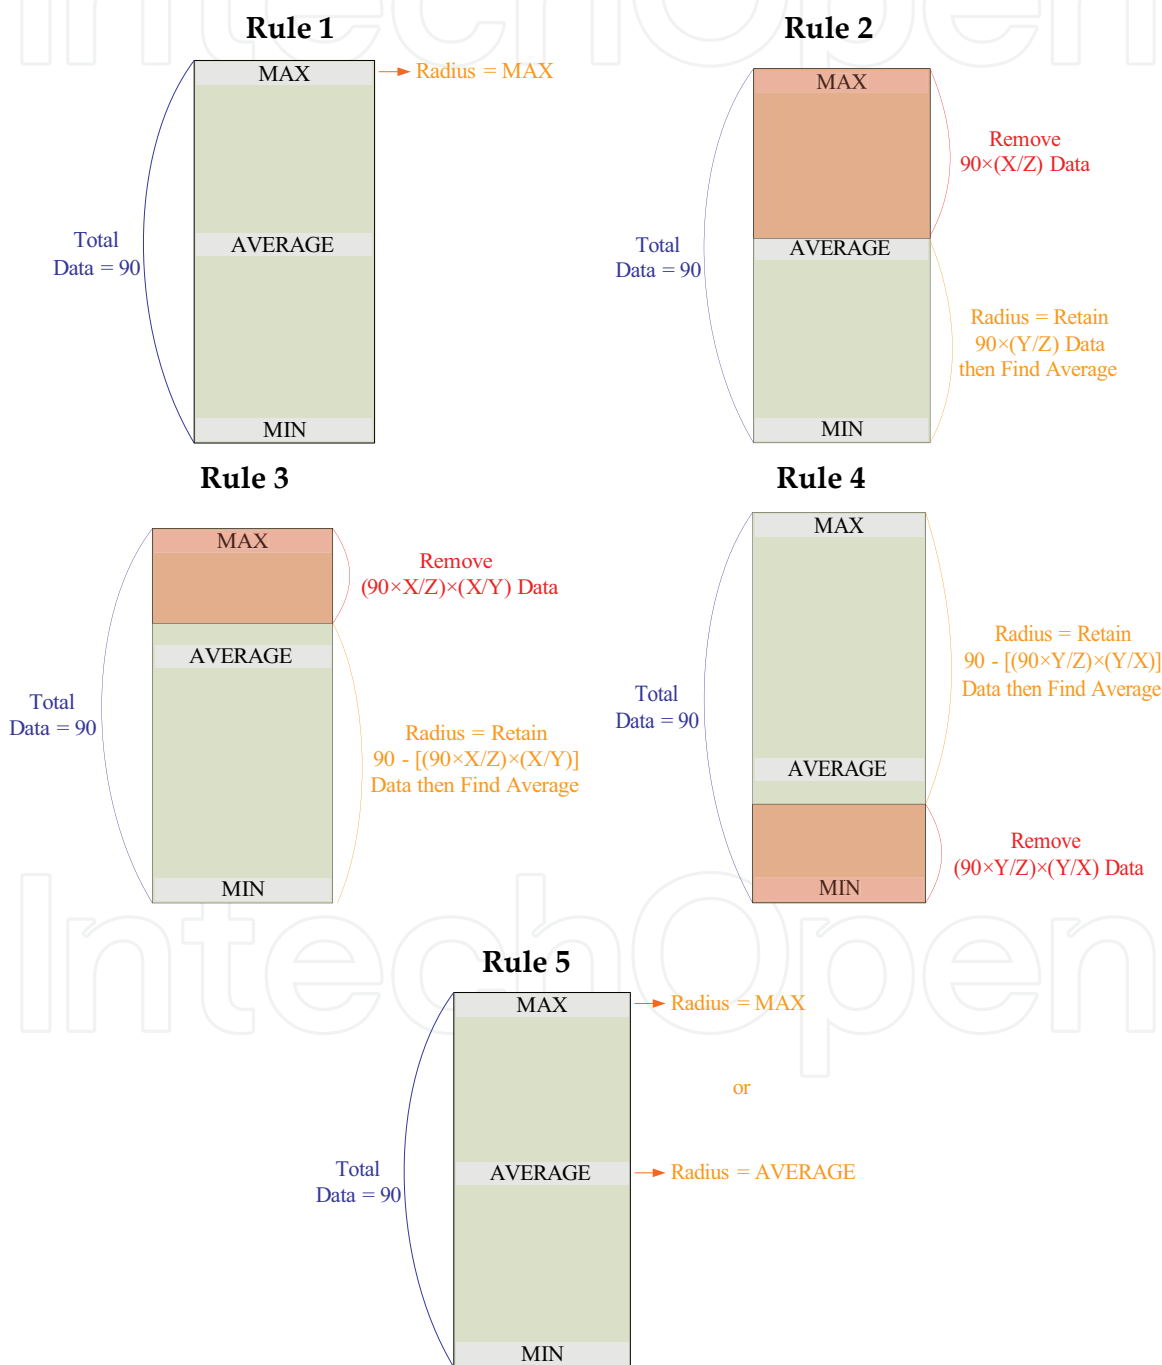 IntechOpen
Rule 1
MAX
Radius = MAX
Total
Data = 90
AVERAGE
MIN
Rule 2
MAX
Remove
90×(X/Z) Data
Total
Data = 90
AVERAGE
Radius = Retain
90×(Y/Z) Data
then Find Average
MIN
Rule 3
MAX
Remove
(90×X/Z)×(X/Y) Data
AVERAGE
Total
Data = 90
Radius = Retain
90 - [(90×X/Z)×(X/Y)]
Data then Find Average
MIN
Rule 4
MAX
Radius = Retain
90 - [(90×Y/Z)×(Y/X)]
Data then Find Average
Total
Data = 90
AVERAGE
Remove
(90×Y/Z)×(Y/X) Data
MIN
IntechOpen
Rule 5
MAX
Radius = MAX
or
Total
Data = 90
AVERAGE
Radius = AVERAGE
MIN